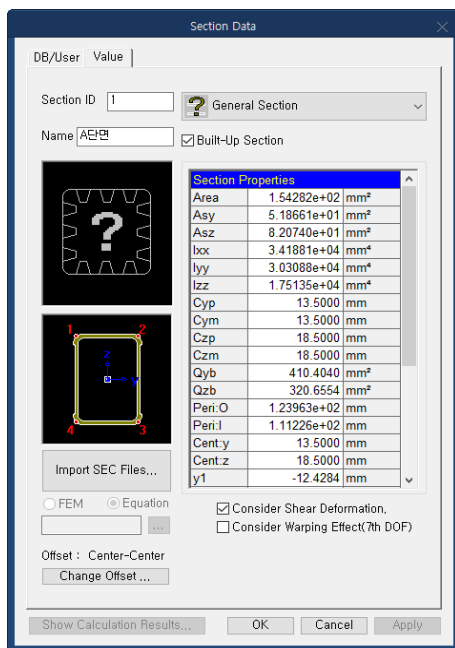 Section Data
DB/User Value
Section ID 1
General Section
Name A단면
Built-Up Section
Section Properties
Area 1.54282e+02 mm²
Asy 5.18661e+01 mm²
Asz 8.20740e+01 mm²
Ixx 3.41881e+04 mm⁴
Iyy 3.03088e+04 mm⁴
Izz 1.75135e+04 mm⁴
Cyp 13.5000 mm
Cym 13.5000 mm
Czp 18.5000 mm
Czm 18.5000 mm
Qyb 410.4040 mm²
Qzb 320.6554 mm²
Peri:O 1.23963e+02 mm
Peri:I 1.11226e+02 mm
Cent:y 13.5000 mm
Cent:z 18.5000 mm
y1 -12.4284 mm
?
1 2
z
y
4 3
Import SEC Files...
FEM Equation
...
Consider Shear Deformation,
Consider Warping Effect(7th DOF)
Offset : Center-Center
Change Offset ...
Show Calculation Results... OK Cancel Apply